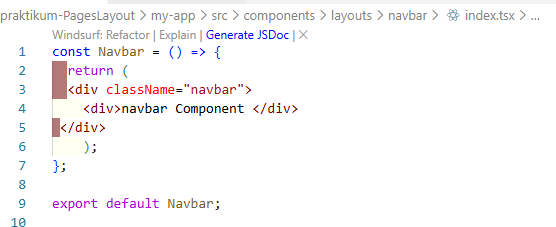 praktikum-PagesLayout > my-app > src > components > layouts > navbar > index.tsx > ...
Windsurf: Refactor | Explain | Generate JSDoc | X
1 const Navbar = () => {
2 return (
3 <div className="navbar">
4 <div>navbar Component </div>
5 </div>
6 );
7 };
8
9 export default Navbar;
10